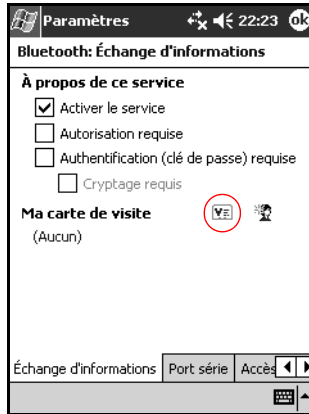 Paramètres 22:23 ok
Bluetooth: Échange d'informations
À propos de ce service
Activer le service
Autorisation requise
Authentification (clé de passe) requise
Cryptage requis
Ma carte de visite
(Aucun)
Échange d'informations Port série Accès